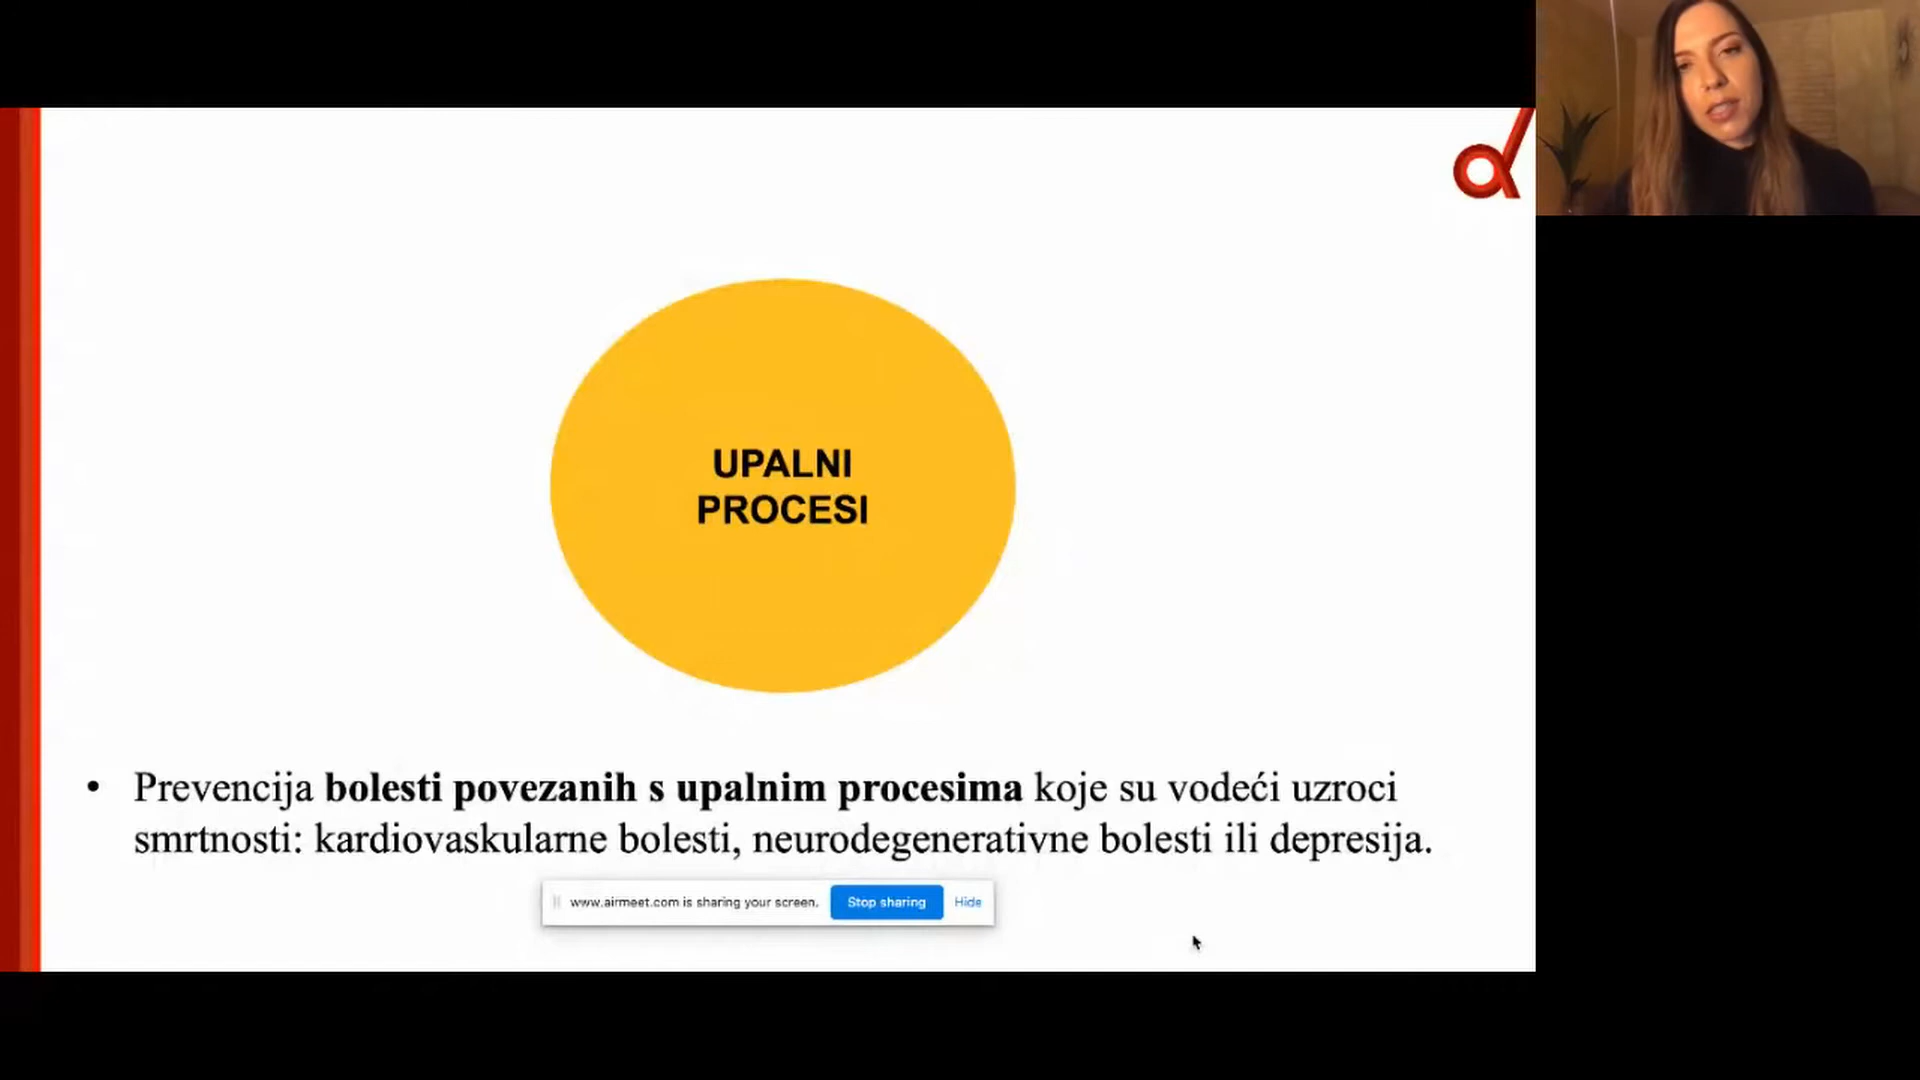 UPALNI
PROCESI
• Prevencija bolesti povezanih s upalnim procesima koje su vodeći uzroci
smrtnosti: kardiovaskularne bolesti, neurodegenerativne bolesti ili depresija.
www.airmeet.com is sharing your screen. Stop sharing Hide